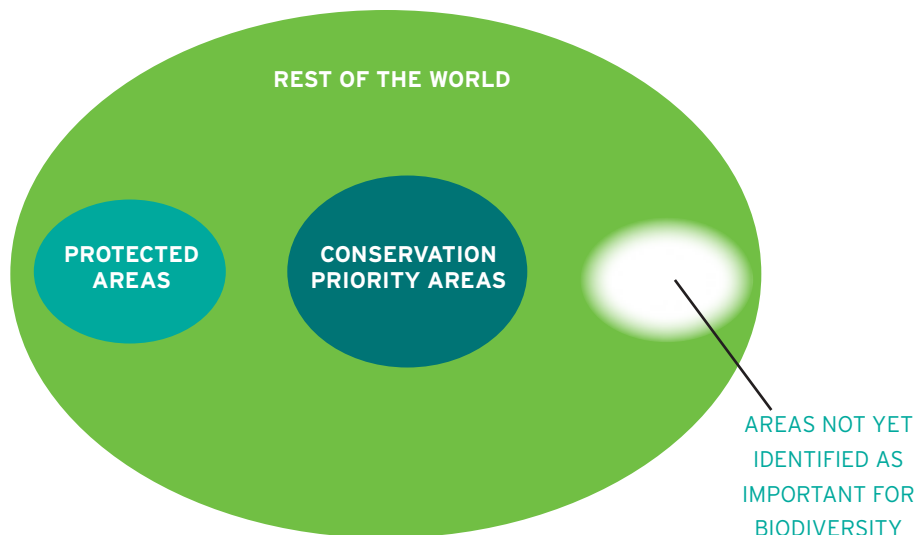 REST OF THE WORLD
PROTECTED
AREAS
CONSERVATION
PRIORITY AREAS
AREAS NOT YET
IDENTIFIED AS
IMPORTANT FOR
BIODIVERSITY